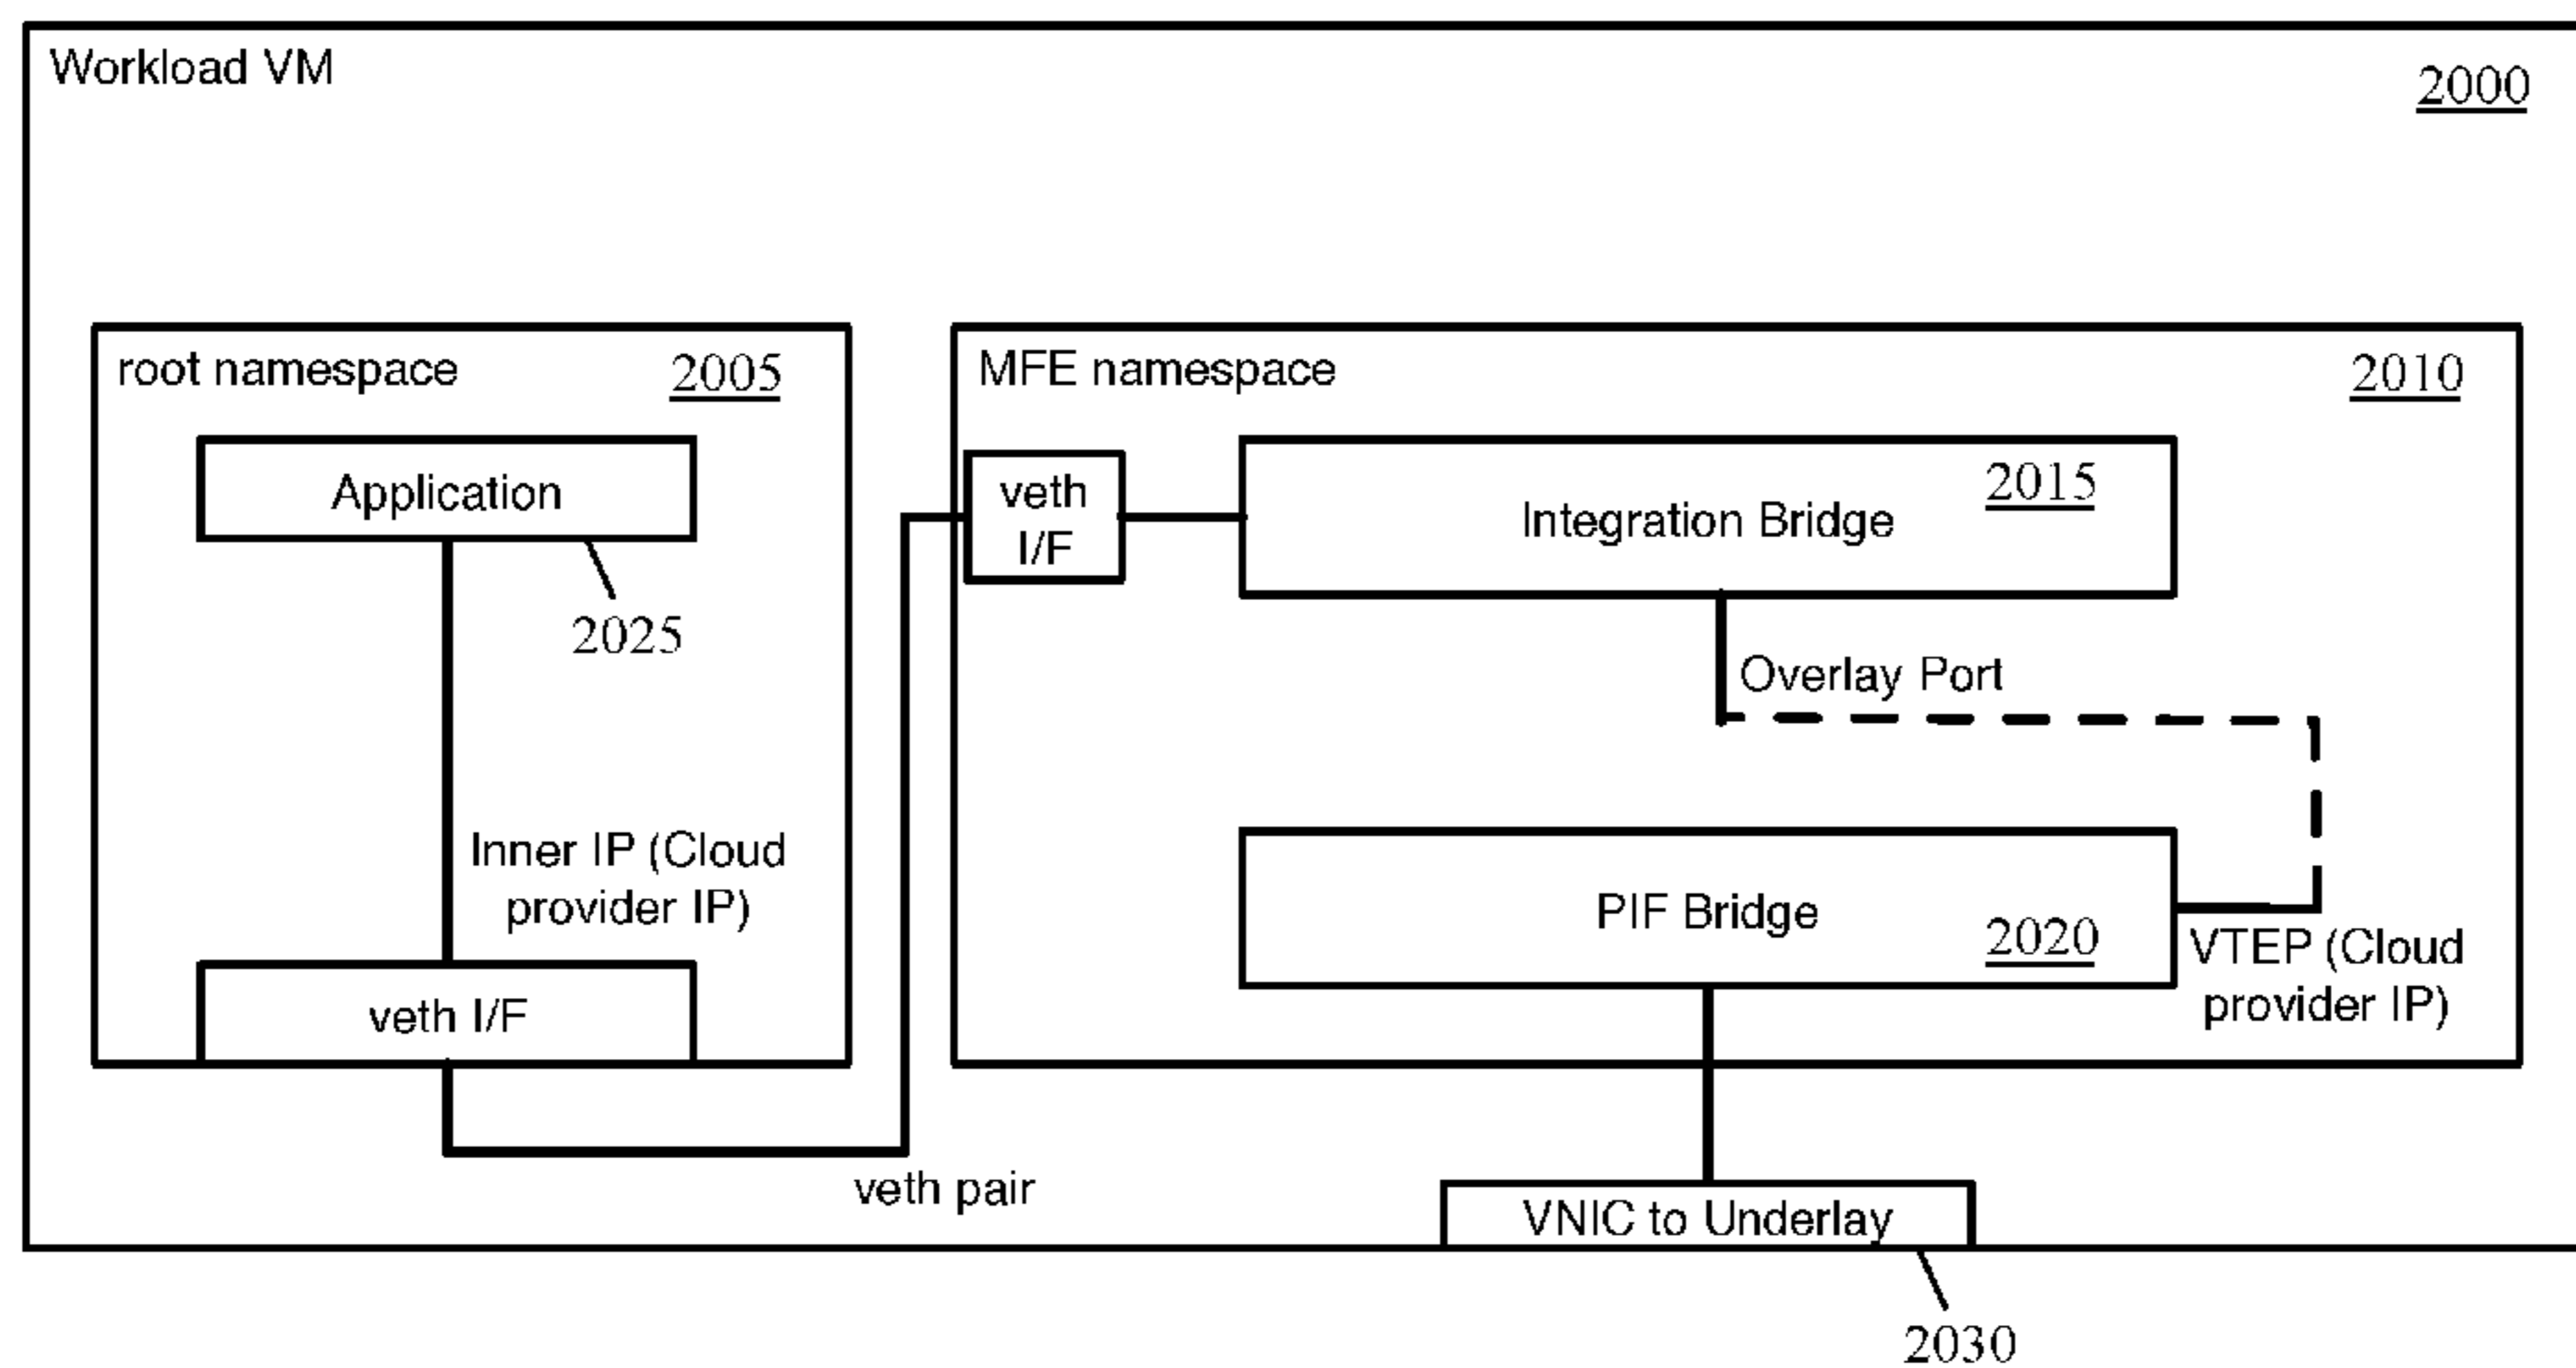 Workload VM
2000
root namespace
2005
MFE namespace
2010
Application
2025
veth
I/F
Integration Bridge
2015
Overlay Port
Inner IP (Cloud
provider IP)
PIF Bridge
2020
VTEP (Cloud
provider IP)
veth I/F
veth pair
VNIC to Underlay
2030